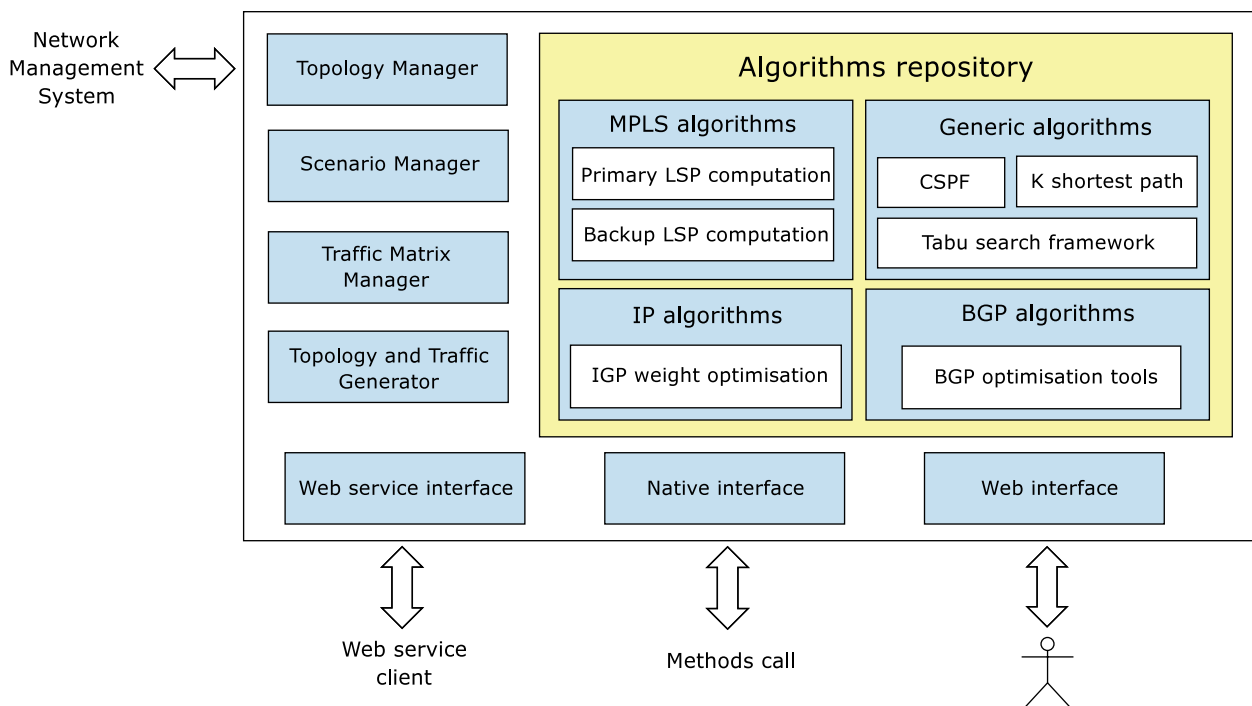 Network
Management
System
Topology Manager
Scenario Manager
Traffic Matrix
Manager
Topology and Traffic
Generator
Algorithms repository
MPLS algorithms
Primary LSP computation
Backup LSP computation
Generic algorithms
CSPF
K shortest path
Tabu search framework
IP algorithms
IGP weight optimisation
BGP algorithms
BGP optimisation tools
Web service interface
Native interface
Web interface
Web service
client
Methods call